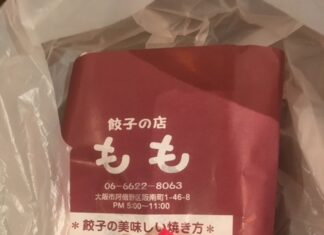 餃子の店
もも
06-6622-8063
大阪市阿倍野区阪南町1-46-8
PM 5:00〜11:00
＊餃子の美味しい焼き方＊